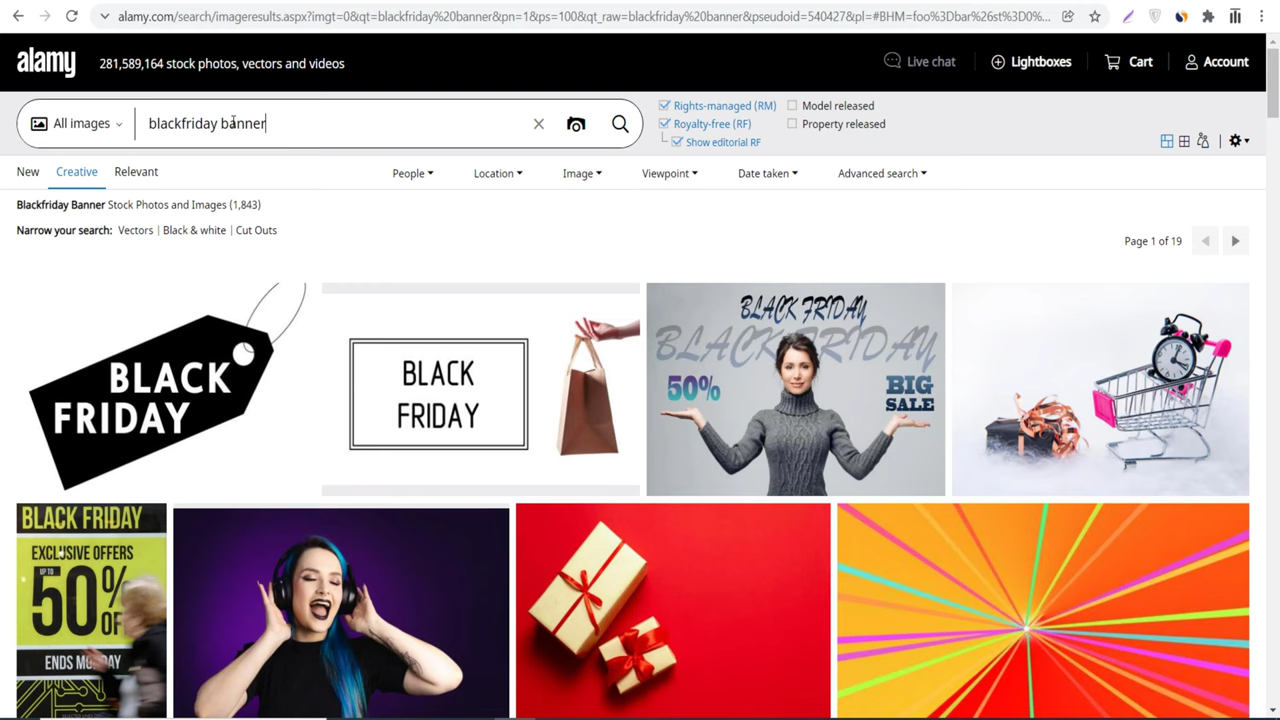 alamy.com/search/imageresults.aspx?imgt=0&qt=blackfriday%20banner&pn=1&ps=100&qt_raw=blackfriday%20banner&pseudoid=540427&pl=#BHM=foo%3Dbar%26st%3D0%...
alamy
281,589,164 stock photos, vectors and videos
Live chat
Lightboxes
Cart
Account
All images
blackfriday banner
Rights-managed (RM)
Model released
Royalty-free (RF)
Property released
Show editorial RF
New
Creative
Relevant
People
Location
Image
Viewpoint
Date taken
Advanced search
Blackfriday Banner Stock Photos and Images (1,843)
Narrow your search: Vectors | Black & white | Cut Outs
Page 1 of 19
BLACK
FRIDAY
BLACK
FRIDAY
BLACK FRIDAY
BLACK FRIDAY
50%
BIG
SALE
BLACK FRIDAY
EXCLUSIVE OFFERS
UP TO
50%
OF
ENDS MONDAY